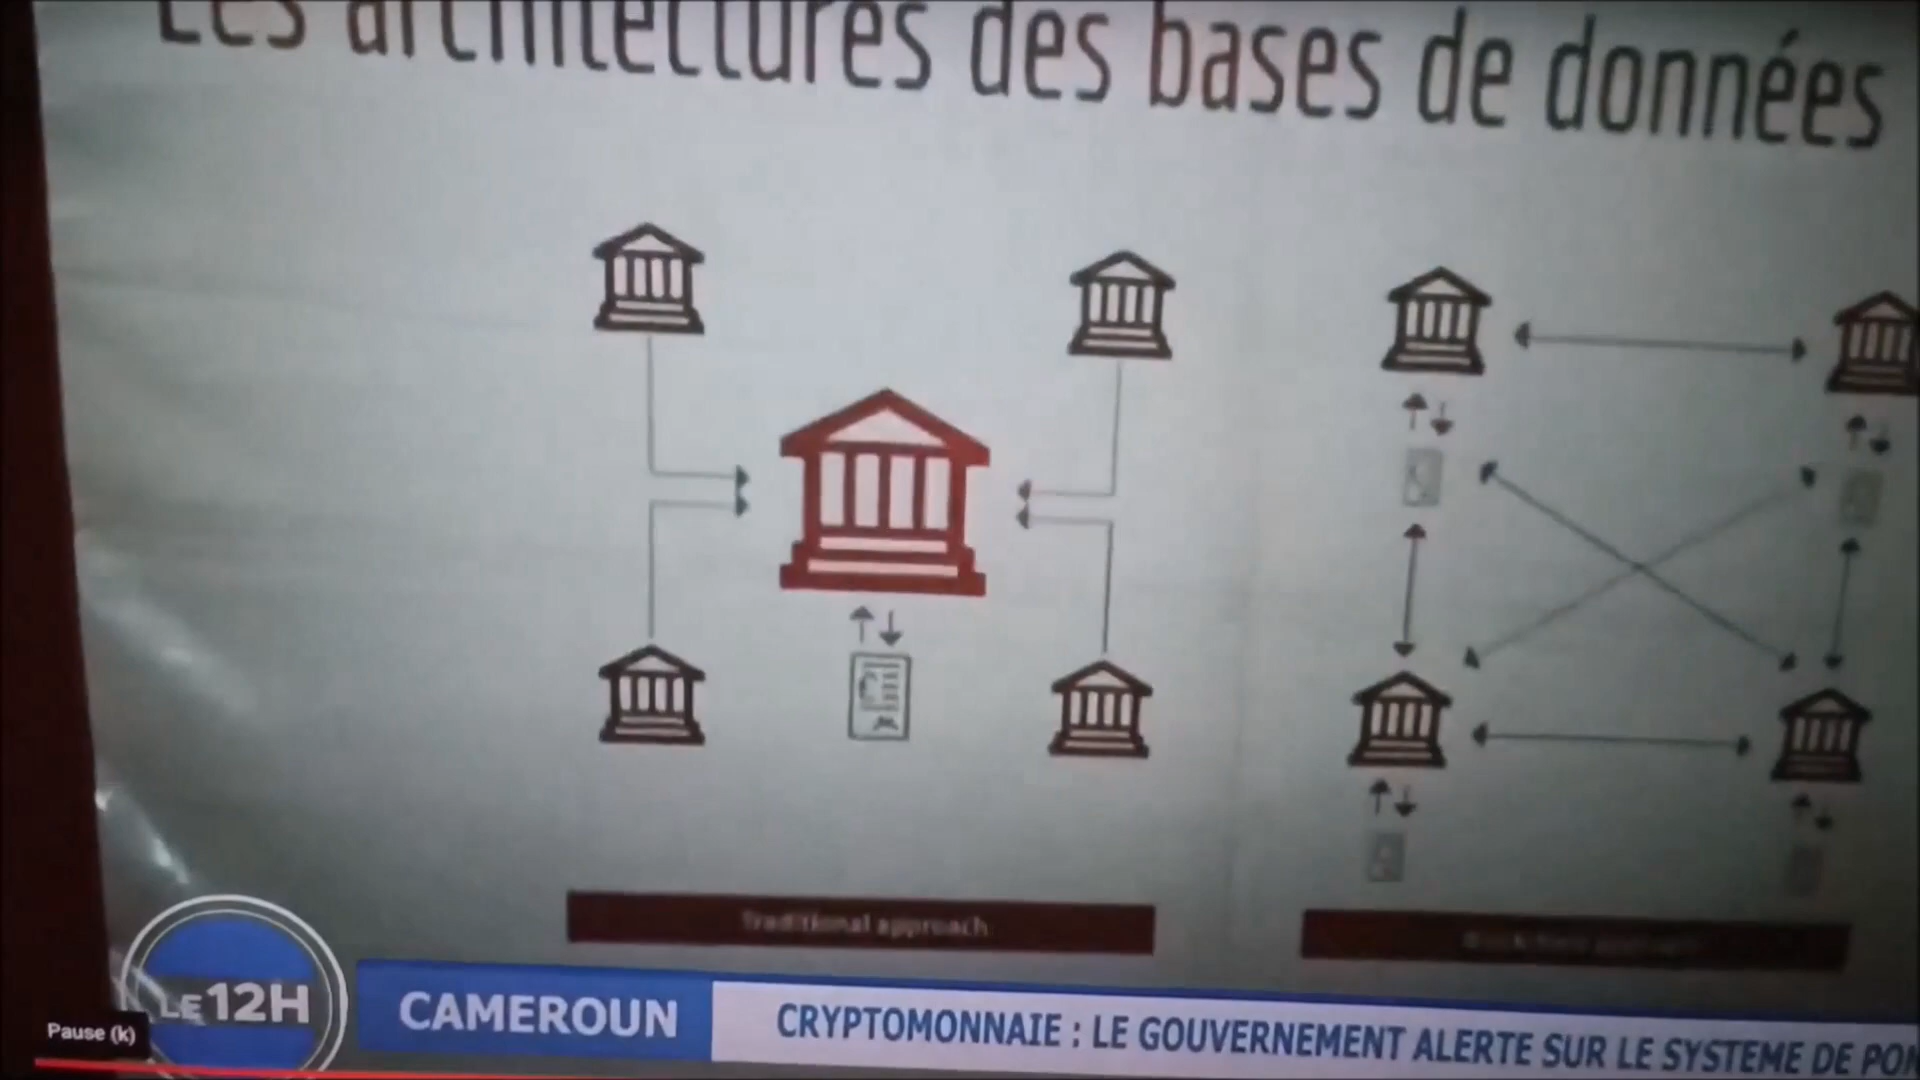 Les architectures des bases de données
Traditional approach
LE 12H
CAMEROUN
CRYPTOMONNAIE : LE GOUVERNEMENT ALERTE SUR LE SYSTEME DE PON
Pause (k)